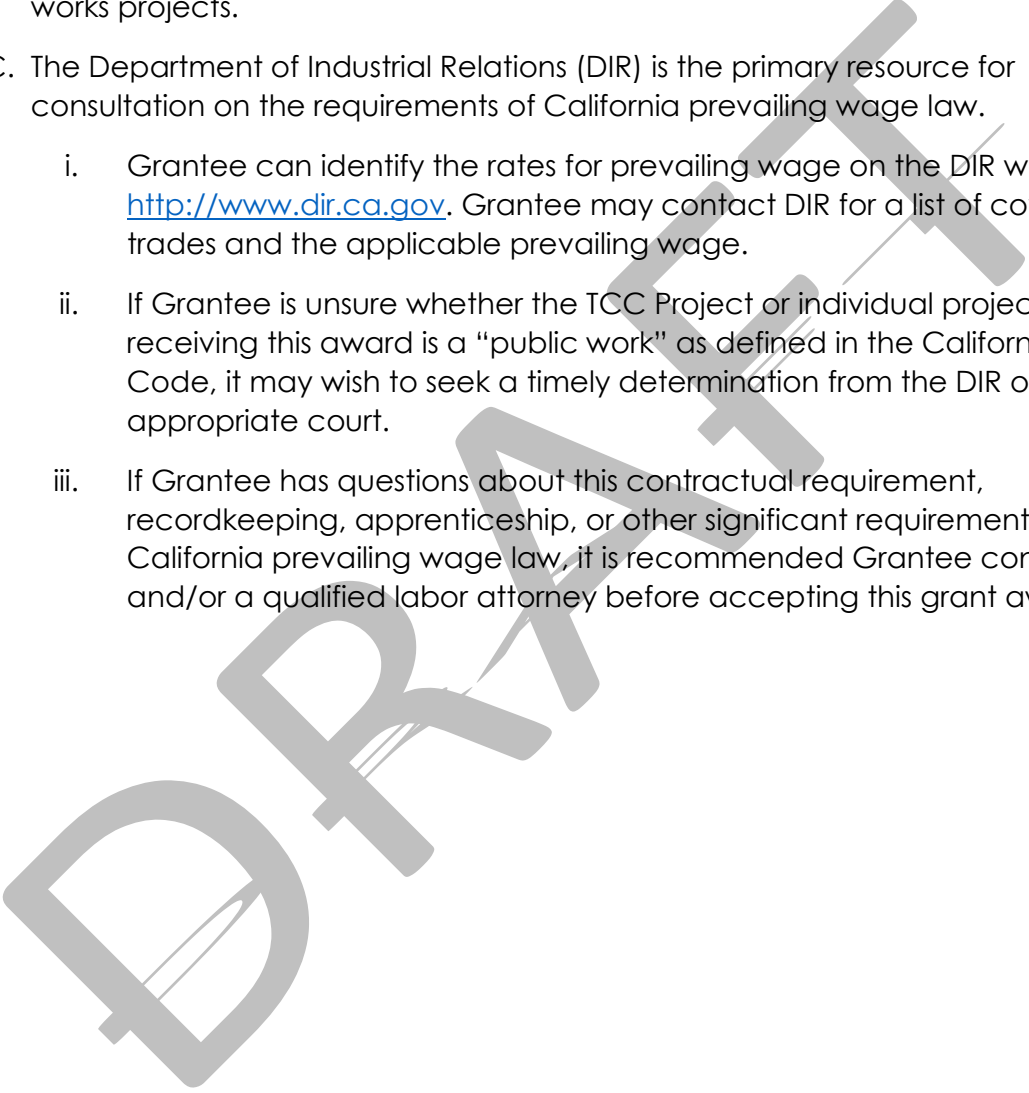 works projects.
C. The Department of Industrial Relations (DIR) is the primary resource for
consultation on the requirements of California prevailing wage law.
i. Grantee can identify the rates for prevailing wage on the DIR w
http://www.dir.ca.gov. Grantee may contact DIR for a list of co
trades and the applicable prevailing wage.
ii. If Grantee is unsure whether the TCC Project or individual projec
receiving this award is a “public work” as defined in the Californ
Code, it may wish to seek a timely determination from the DIR o
appropriate court.
iii. If Grantee has questions about this contractual requirement,
recordkeeping, apprenticeship, or other significant requirement
California prevailing wage law, it is recommended Grantee con
and/or a qualified labor attorney before accepting this grant a
DRAFT